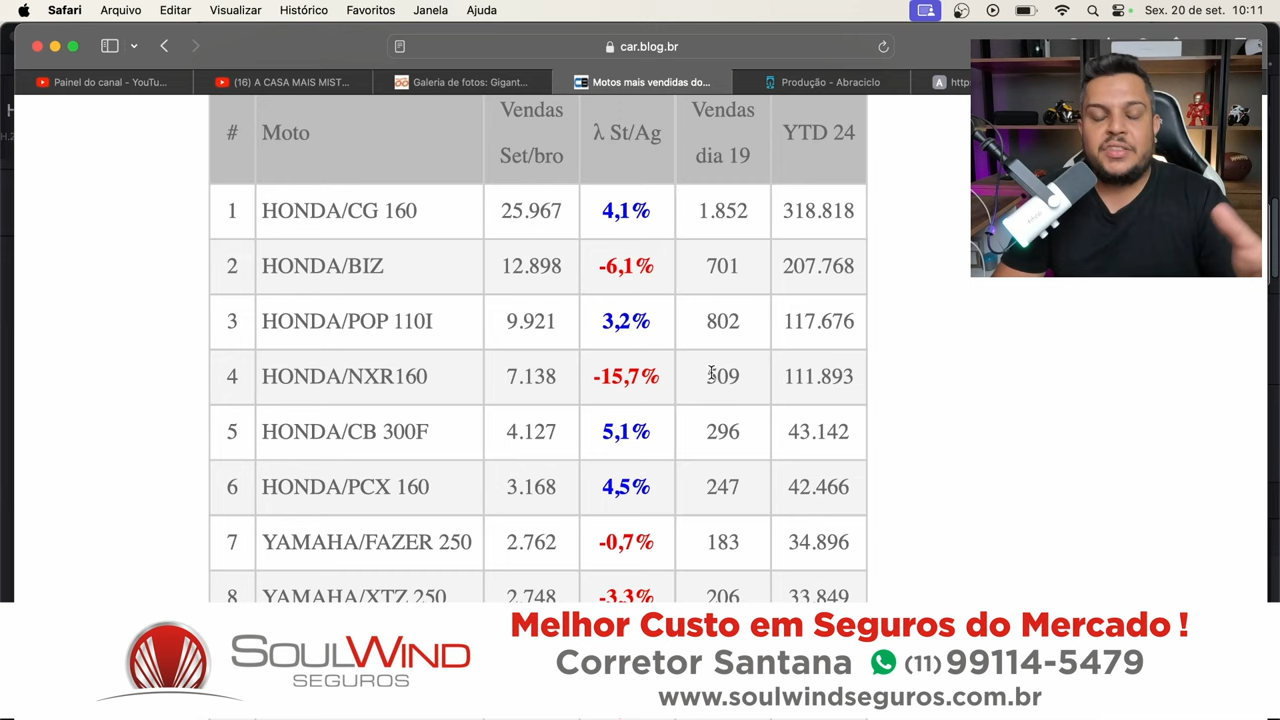 Safari Arquivo Editar Visualizar Histórico Favoritos Janela Ajuda Sex. 20 de set. 10:11
car.blog.br
Painel do canal - YouTu... (16) A CASA MAIS MIST... Galeria de fotos: Gigant... Motos mais vendidas do... Produção - Abraciclo
# Moto Vendas Set/bro λ St/Ag Vendas dia 19 YTD 24
1 HONDA/CG 160 25.967 4,1% 1.852 318.818
2 HONDA/BIZ 12.898 -6,1% 701 207.768
3 HONDA/POP 110I 9.921 3,2% 802 117.676
4 HONDA/NXR160 7.138 -15,7% 111.893
5 HONDA/CB 300F 4.127 5,1% 296 43.142
6 HONDA/PCX 160 3.168 4,5% 247 42.466
7 YAMAHA/FAZER 250 2.762 -0,7% 183 34.896
8 YAMAHA/XTZ 250 2.748 -3,3% 206 33.849
SOULWIND
SEGUROS
Melhor Custo em Seguros do Mercado !
Corretor Santana (11) 99114-5479
www.soulwindseguros.com.br